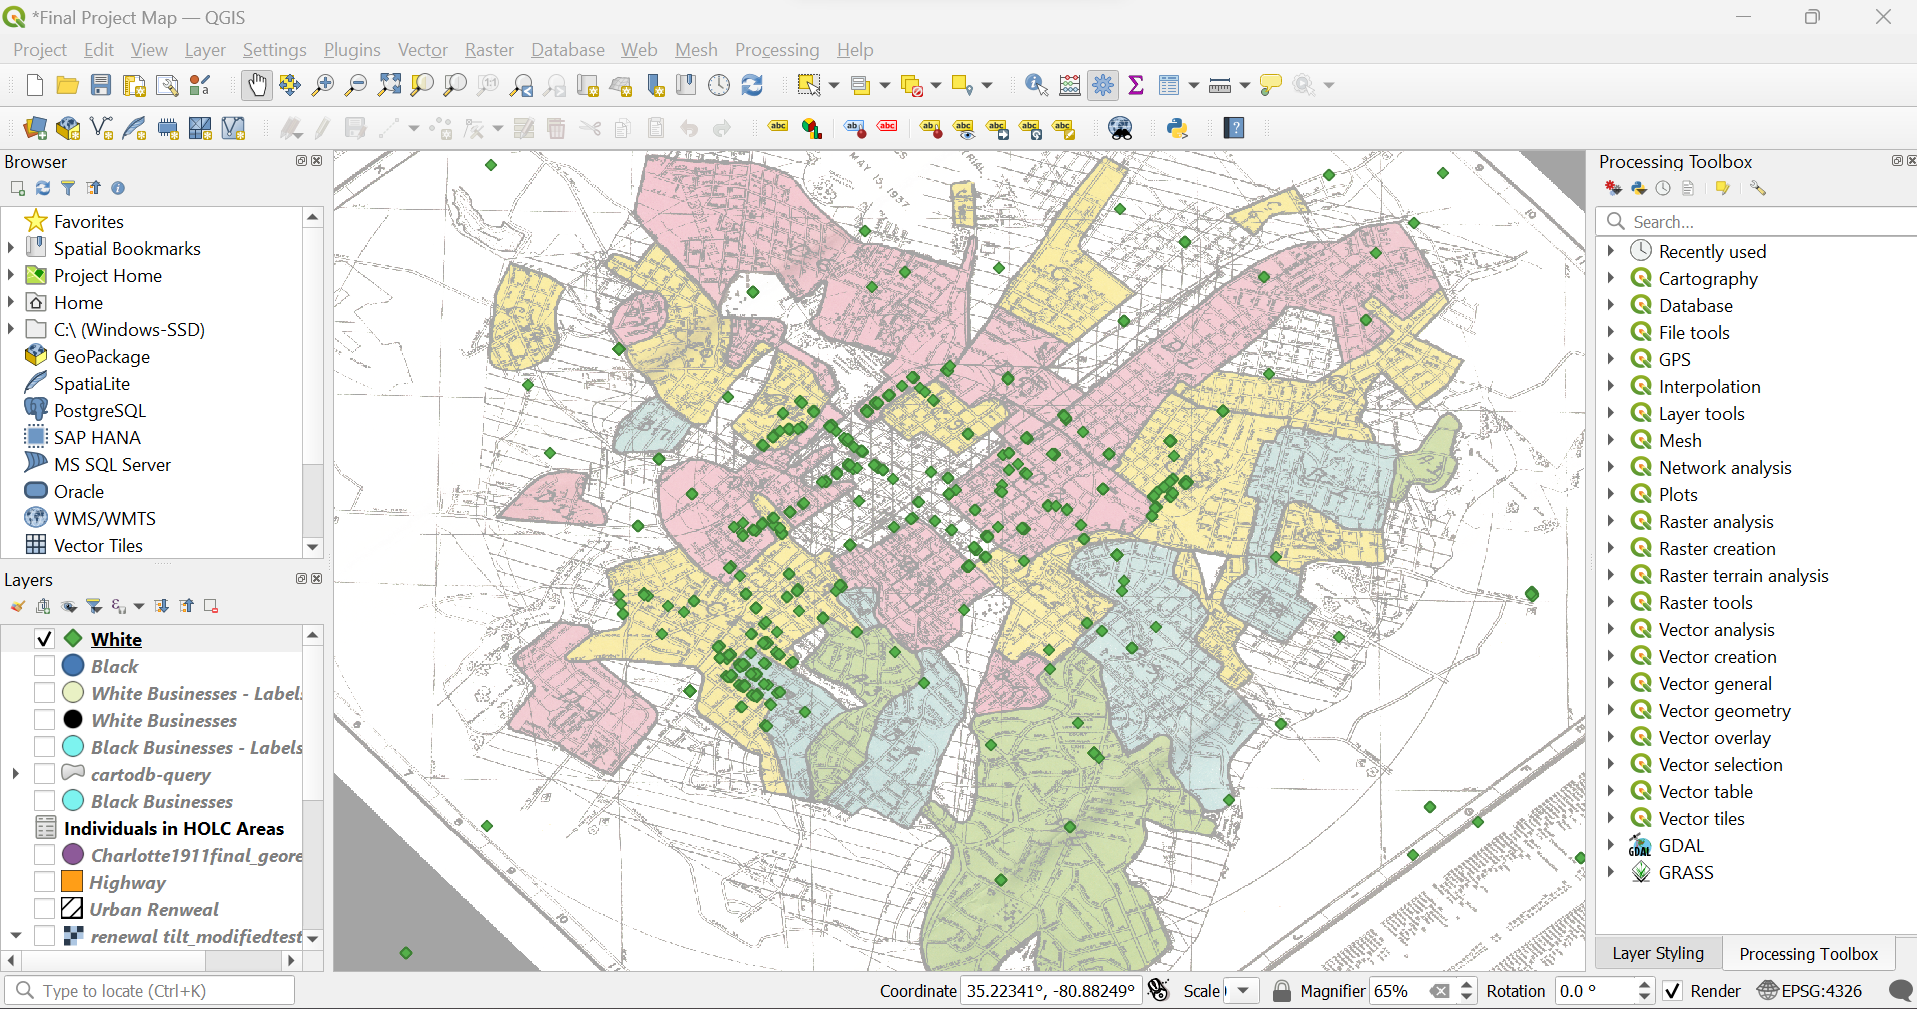 *Final Project Map — QGIS
Project Edit View Layer Settings Plugins Vector Raster Database Web Mesh Processing Help
Browser
Favorites
Spatial Bookmarks
Project Home
Home
C:\ (Windows-SSD)
GeoPackage
SpatiaLite
PostgreSQL
SAP HANA
MS SQL Server
Oracle
WMS/WMTS
Vector Tiles
Layers
White
Black
White Businesses - Label
White Businesses
Black Businesses - Labels
cartodb-query
Black Businesses
Individuals in HOLC Areas
Charlotte1911final_geore
Highway
Urban Renweal
renewal tilt_modifiedtest
MAY 15, 1937
Processing Toolbox
Search...
Recently used
Cartography
Database
File tools
GPS
Interpolation
Layer tools
Mesh
Network analysis
Plots
Raster analysis
Raster creation
Raster terrain analysis
Raster tools
Vector analysis
Vector creation
Vector general
Vector geometry
Vector overlay
Vector selection
Vector table
Vector tiles
GDAL
GRASS
Layer Styling
Processing Toolbox
Type to locate (Ctrl+K)
Coordinate 35.22341°, -80.88249° Scale Magnifier 65% Rotation 0.0 ° Render EPSG:4326